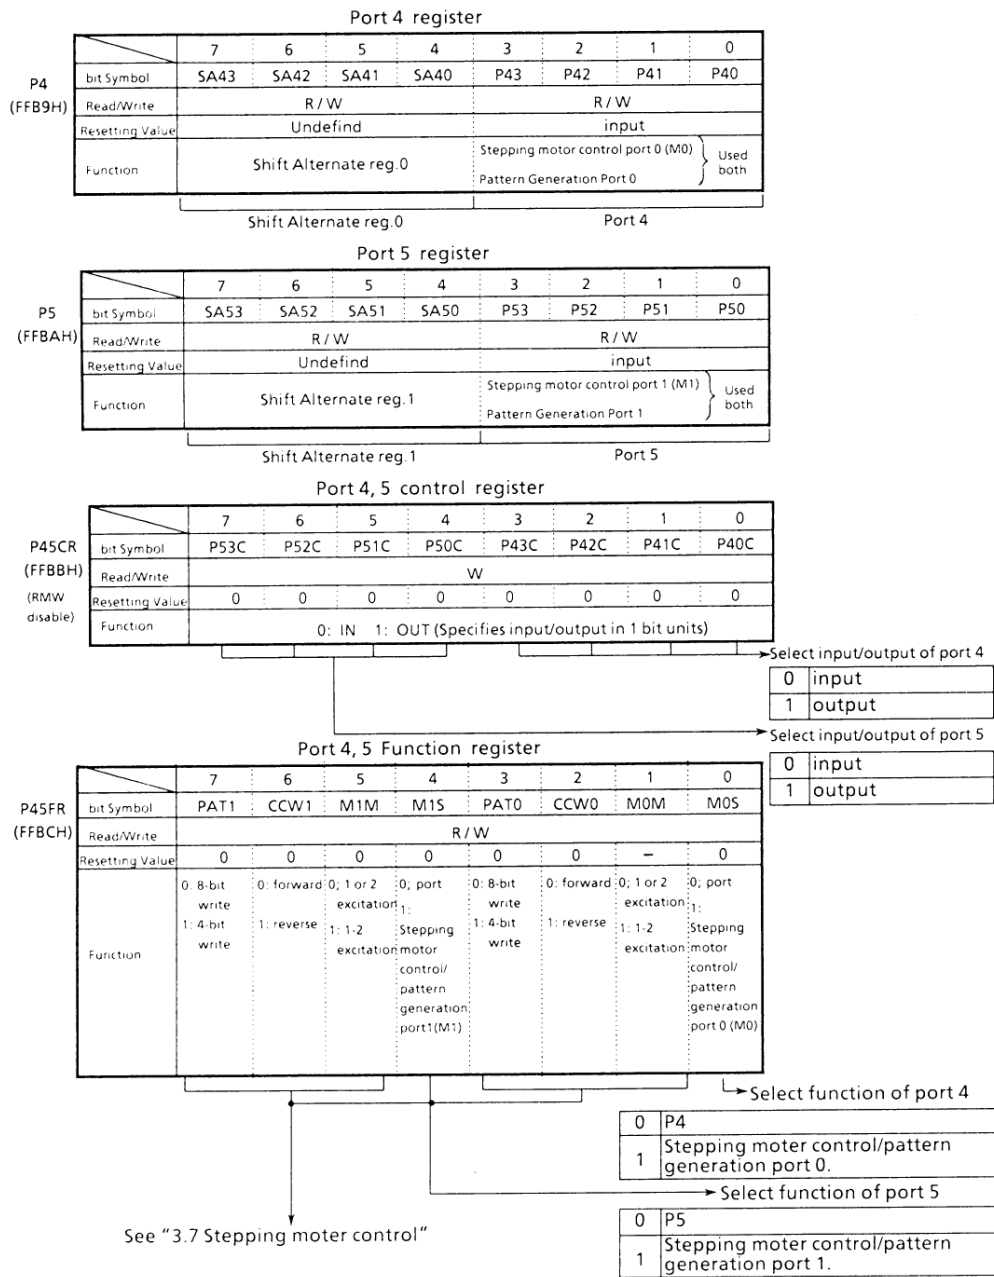 Port 4 register
7 6 5 4 3 2 1 0
P4
(FFB9H)
bit Symbol SA43 SA42 SA41 SA40 P43 P42 P41 P40
Read/Write R / W R / W
Resetting Value Undefind input
Function Shift Alternate reg.0 Stepping motor control port 0 (M0)
Pattern Generation Port 0
Used
both
Shift Alternate reg.0 Port 4
Port 5 register
7 6 5 4 3 2 1 0
P5
(FFBAH)
bit Symbol SA53 SA52 SA51 SA50 P53 P52 P51 P50
Read/Write R / W R / W
Resetting Value Undefind input
Function Shift Alternate reg.1 Stepping motor control port 1 (M1)
Pattern Generation Port 1
Used
both
Shift Alternate reg.1 Port 5
Port 4, 5 control register
7 6 5 4 3 2 1 0
P45CR
(FFBBH)
(RMW
disable)
bit Symbol P53C P52C P51C P50C P43C P42C P41C P40C
Read/Write W
Resetting Value 0 0 0 0 0 0 0 0
Function 0: IN 1: OUT (Specifies input/output in 1 bit units)
Select input/output of port 4
0 input
1 output
Select input/output of port 5
0 input
1 output
Port 4, 5 Function register
7 6 5 4 3 2 1 0
P45FR
(FFBCH)
bit Symbol PAT1 CCW1 M1M M1S PAT0 CCW0 M0M M0S
Read/Write R / W
Resetting Value 0 0 0 0 0 0 – 0
Function
0: 8-bit
write
1: 4-bit
write
0: forward
1: reverse
0; 1 or 2
excitation
1: 1-2
excitation
0; port
1:
Stepping
motor
control/
pattern
generation
port1(M1)
0: 8-bit
write
1: 4-bit
write
0: forward
1: reverse
0; 1 or 2
excitation
1: 1-2
excitation
0; port
1:
Stepping
motor
control/
pattern
generation
port 0 (M0)
Select function of port 4
0 P4
1 Stepping moter control/pattern
generation port 0.
Select function of port 5
0 P5
1 Stepping moter control/pattern
generation port 1.
See "3.7 Stepping moter control"